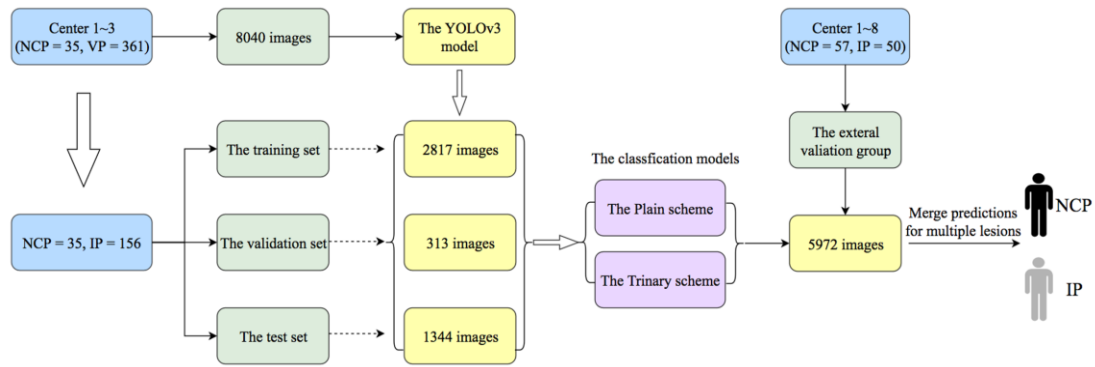 Center 1~3
(NCP = 35, VP = 361)
8040 images
The YOLOv3
model
Center 1~8
(NCP = 57, IP = 50)
The training set
2817 images
The exteral
valiation group
The classfication models
The Plain scheme
NCP = 35, IP = 156
The validation set
313 images
5972 images
Merge predictions
for multiple lesions
NCP
The Trinary scheme
IP
The test set
1344 images